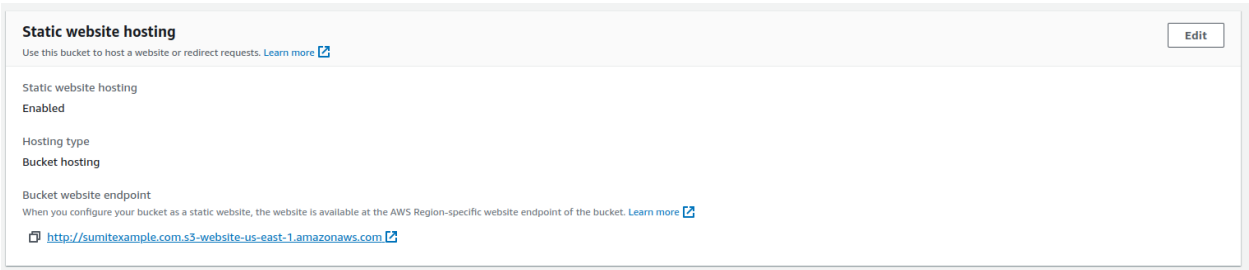 Static website hosting
Edit
Use this bucket to host a website or redirect requests. Learn more
Static website hosting
Enabled
Hosting type
Bucket hosting
Bucket website endpoint
When you configure your bucket as a static website, the website is available at the AWS Region-specific website endpoint of the bucket. Learn more
http://sumitexample.com.s3-website-us-east-1.amazonaws.com